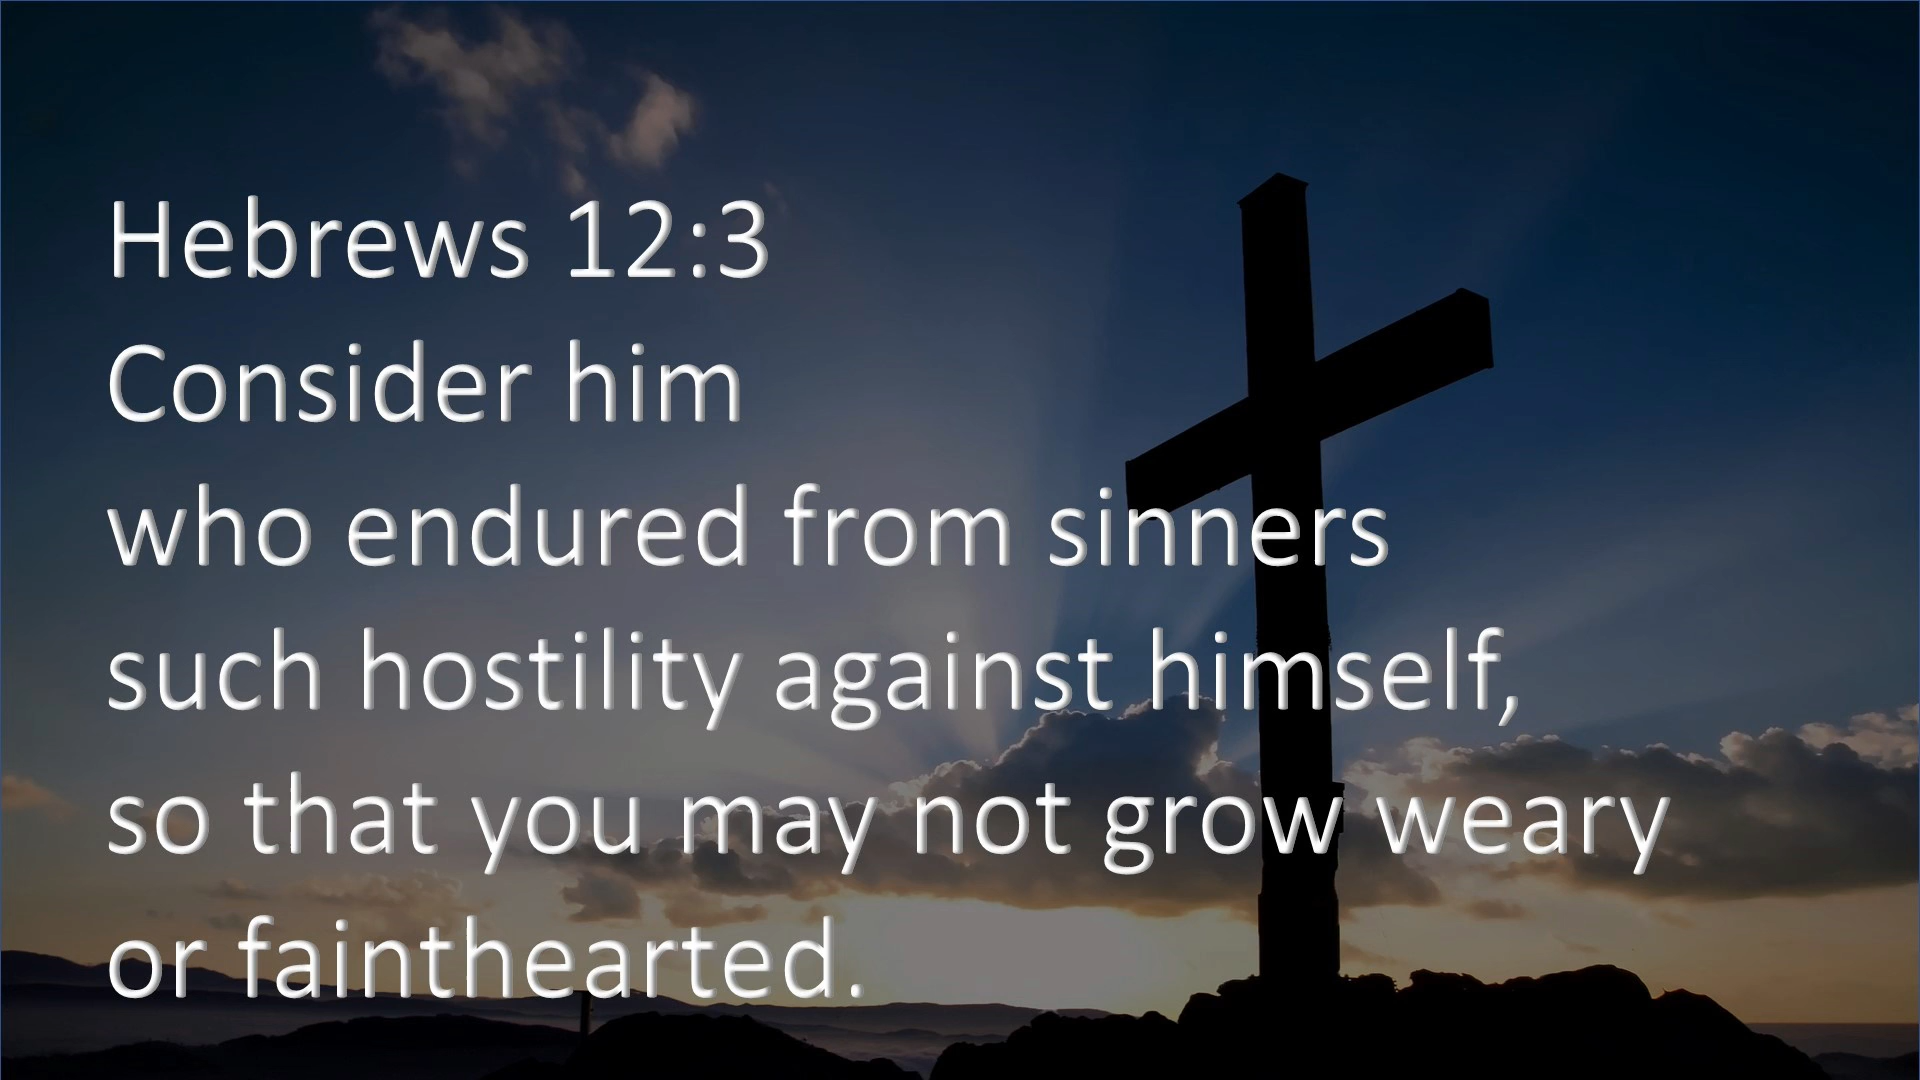 Hebrews 12:3
Consider him
who endured from sinners
such hostility against himself,
so that you may not grow weary
or fainthearted.